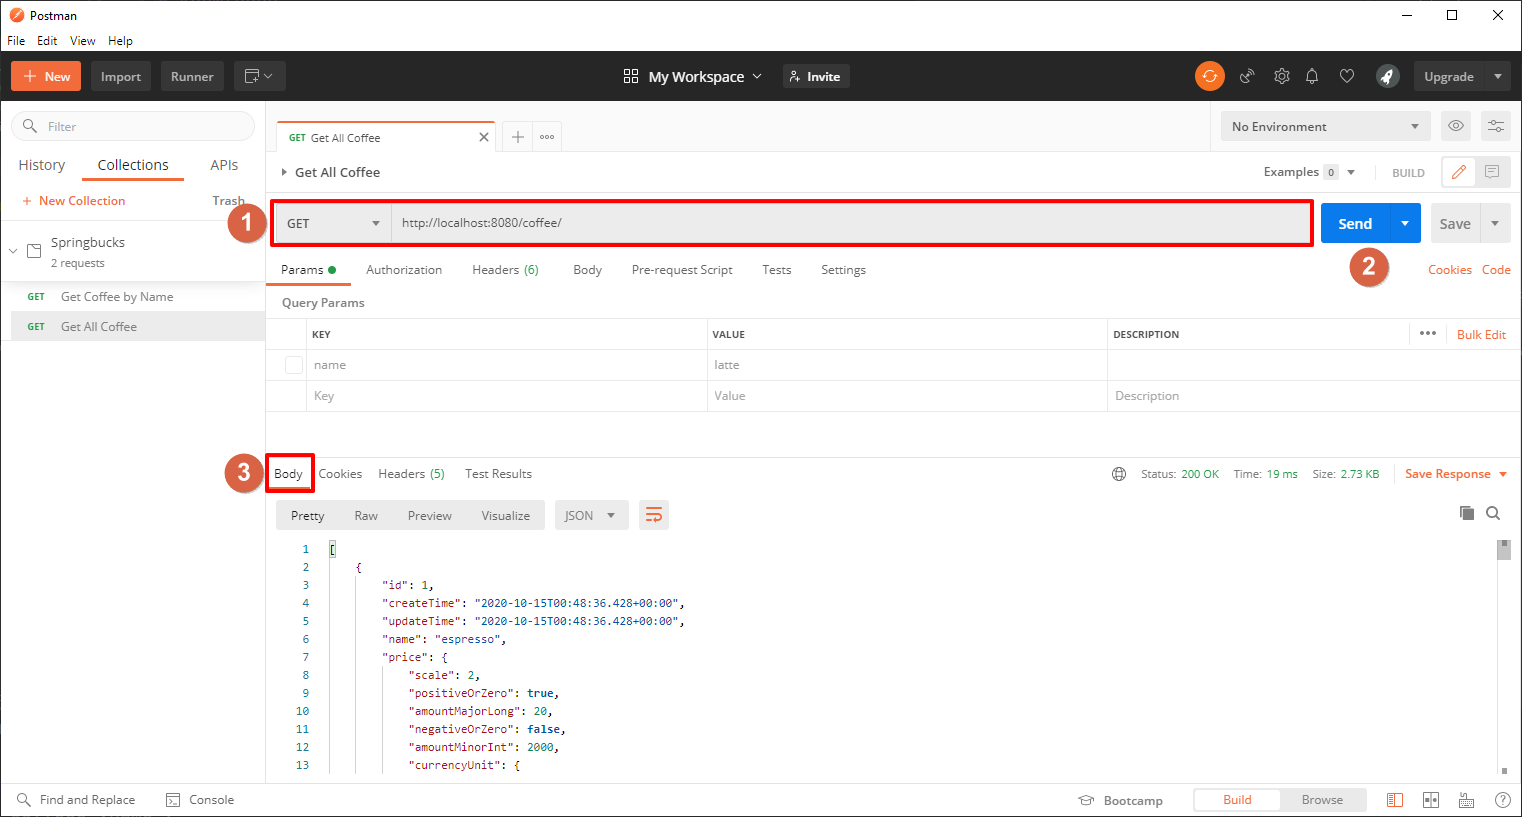 Postman
File Edit View Help
New Import Runner My Workspace Invite Upgrade
Filter
History Collections APIs
New Collection Trash
Springbucks
2 requests
GET Get Coffee by Name
GET Get All Coffee
GET Get All Coffee
No Environment
Get All Coffee Examples 0 BUILD
1 GET http://localhost:8080/coffee/ Send Save
2
Params Authorization Headers (6) Body Pre-request Script Tests Settings Cookies Code
Query Params
KEY VALUE DESCRIPTION Bulk Edit
name latte
Key Value Description
3 Body Cookies Headers (5) Test Results Status: 200 OK Time: 19 ms Size: 2.73 KB Save Response
Pretty Raw Preview Visualize JSON
1 [
2 {
3 "id": 1,
4 "createTime": "2020-10-15T00:48:36.428+00:00",
5 "updateTime": "2020-10-15T00:48:36.428+00:00",
6 "name": "espresso",
7 "price": {
8 "scale": 2,
9 "positiveOrZero": true,
10 "amountMajorLong": 20,
11 "negativeOrZero": false,
12 "amountMinorInt": 2000,
13 "currencyUnit": {
Find and Replace Console Bootcamp Build Browse